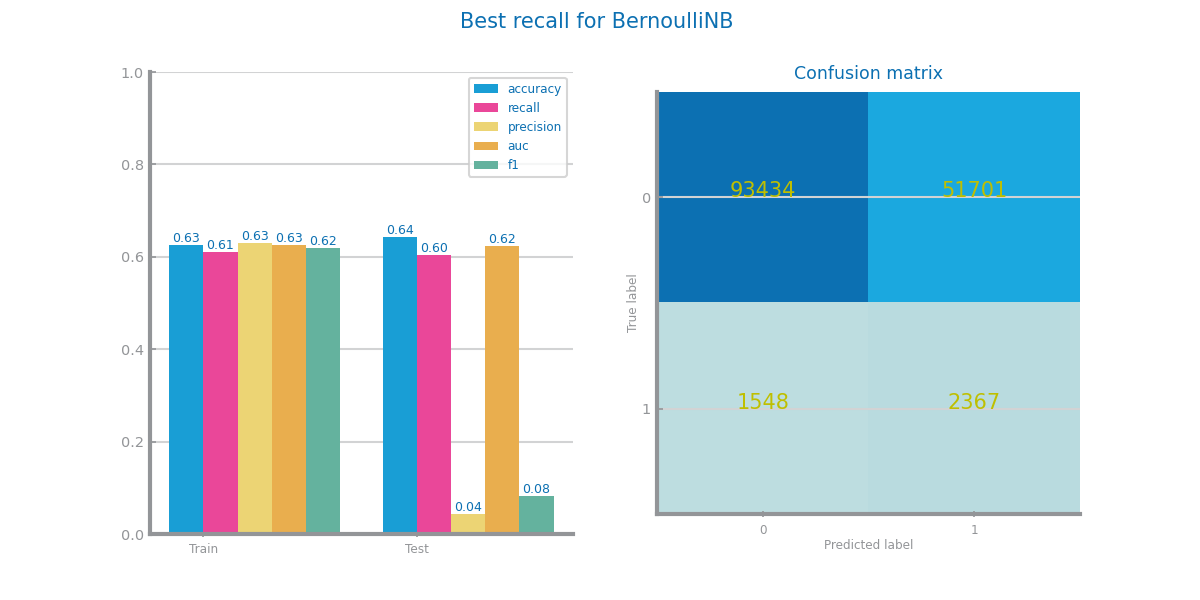 Best recall for BernoulliNB
1.0
0.8
0.6
0.4
0.2
0.0
accuracy
recall
precision
auc
f1
0.63
0.61
0.63
0.63
0.62
0.64
0.60
0.04
0.62
0.08
Train
Test
Confusion matrix
True label
0
1
93434
51701
1548
2367
0
1
Predicted label